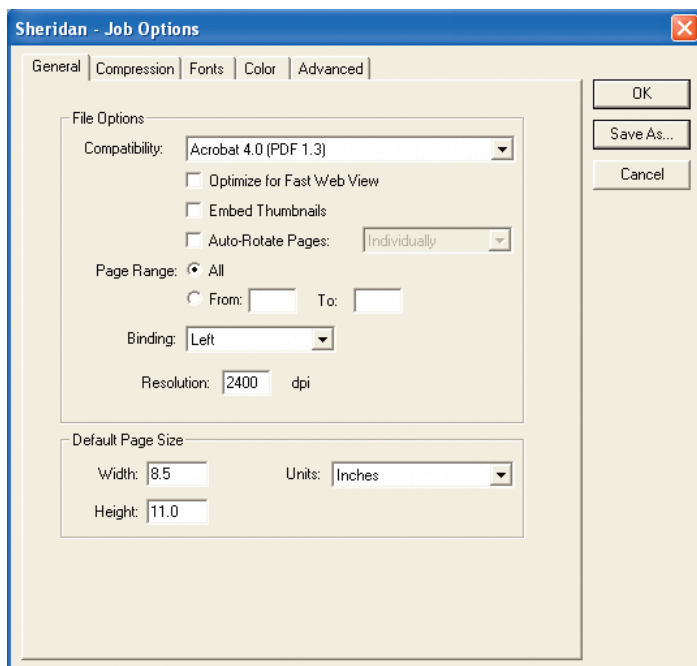 Sheridan - Job Options
General Compression Fonts Color Advanced
OK
File Options
Save As...
Compatibility: Acrobat 4.0 (PDF 1.3)
Cancel
Optimize for Fast Web View
Embed Thumbnails
Auto-Rotate Pages: Individually
Page Range: All
From: To:
Binding: Left
Resolution: 2400 dpi
Default Page Size
Width: 8.5 Units: Inches
Height: 11.0